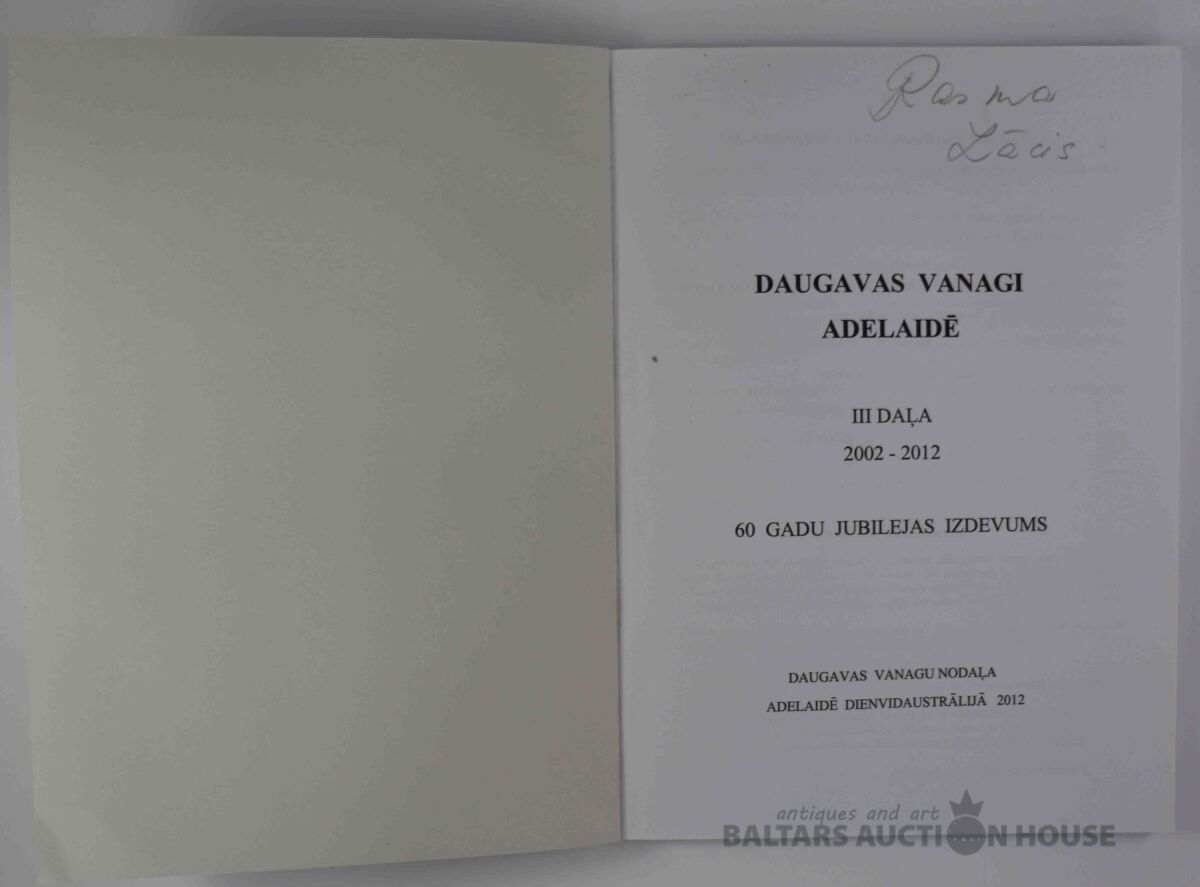 Rasma
Lācis
DAUGAVAS VANAGI
ADELAIDĒ
III DAĻA
2002 - 2012
60 GADU JUBILEJAS IZDEVUMS
DAUGAVAS VANAGU NODAĻA
ADELAIDĒ DIENVIDAUSTRĀLIJĀ 2012
antiques and art
BALTARS AUCTION HOUSE